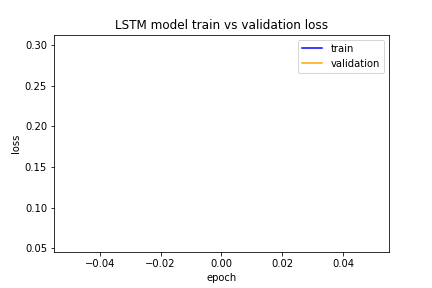 LSTM model train vs validation loss
0.30
train
validation
0.25
0.20
loss
0.15
0.10
0.05
−0.04
−0.02
0.00
0.02
0.04
epoch